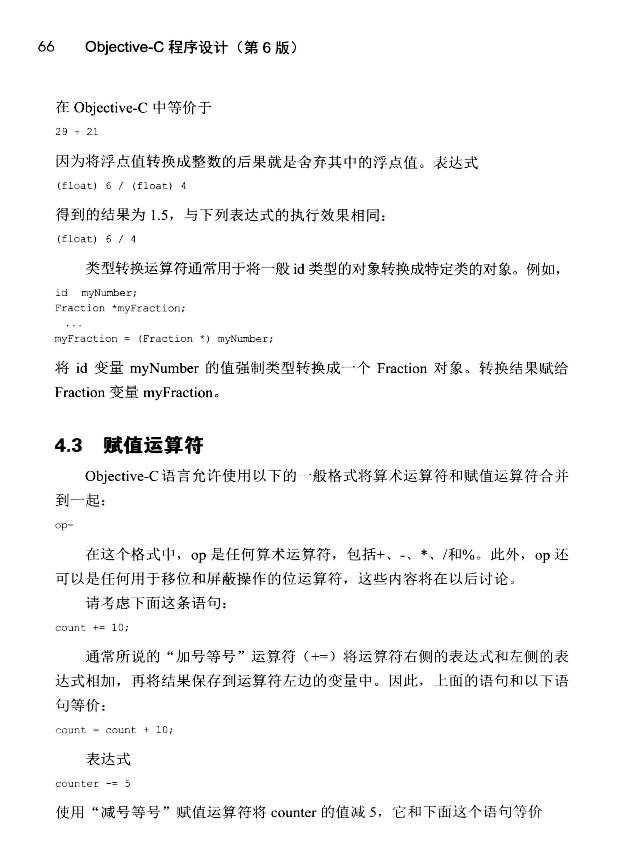 66 Objective-C 程序设计（第 6 版）
在 Objective-C 中等价于
29 + 21
因为将浮点值转换成整数的后果就是舍弃其中的浮点值。表达式
(float) 6 / (float) 4
得到的结果为 1.5，与下列表达式的执行效果相同：
(float) 6 / 4
类型转换运算符通常用于将一般 id 类型的对象转换成特定类的对象。例如，
id myNumber;
Fraction *myFraction;
...
myFraction = (Fraction *) myNumber;
将 id 变量 myNumber 的值强制类型转换成一个 Fraction 对象。转换结果赋给
Fraction 变量 myFraction。
4.3 赋值运算符
Objective-C 语言允许使用以下的一般格式将算术运算符和赋值运算符合并
到一起：
op=
在这个格式中，op 是任何算术运算符，包括+、-、*、/和%。此外，op 还
可以是任何用于移位和屏蔽操作的位运算符，这些内容将在以后讨论。
请考虑下面这条语句：
count += 10;
通常所说的“加号等号”运算符（+=）将运算符右侧的表达式和左侧的表
达式相加，再将结果保存到运算符左边的变量中。因此，上面的语句和以下语
句等价：
count = count + 10;
表达式
counter -= 5
使用“减号等号”赋值运算符将 counter 的值减 5，它和下面这个语句等价